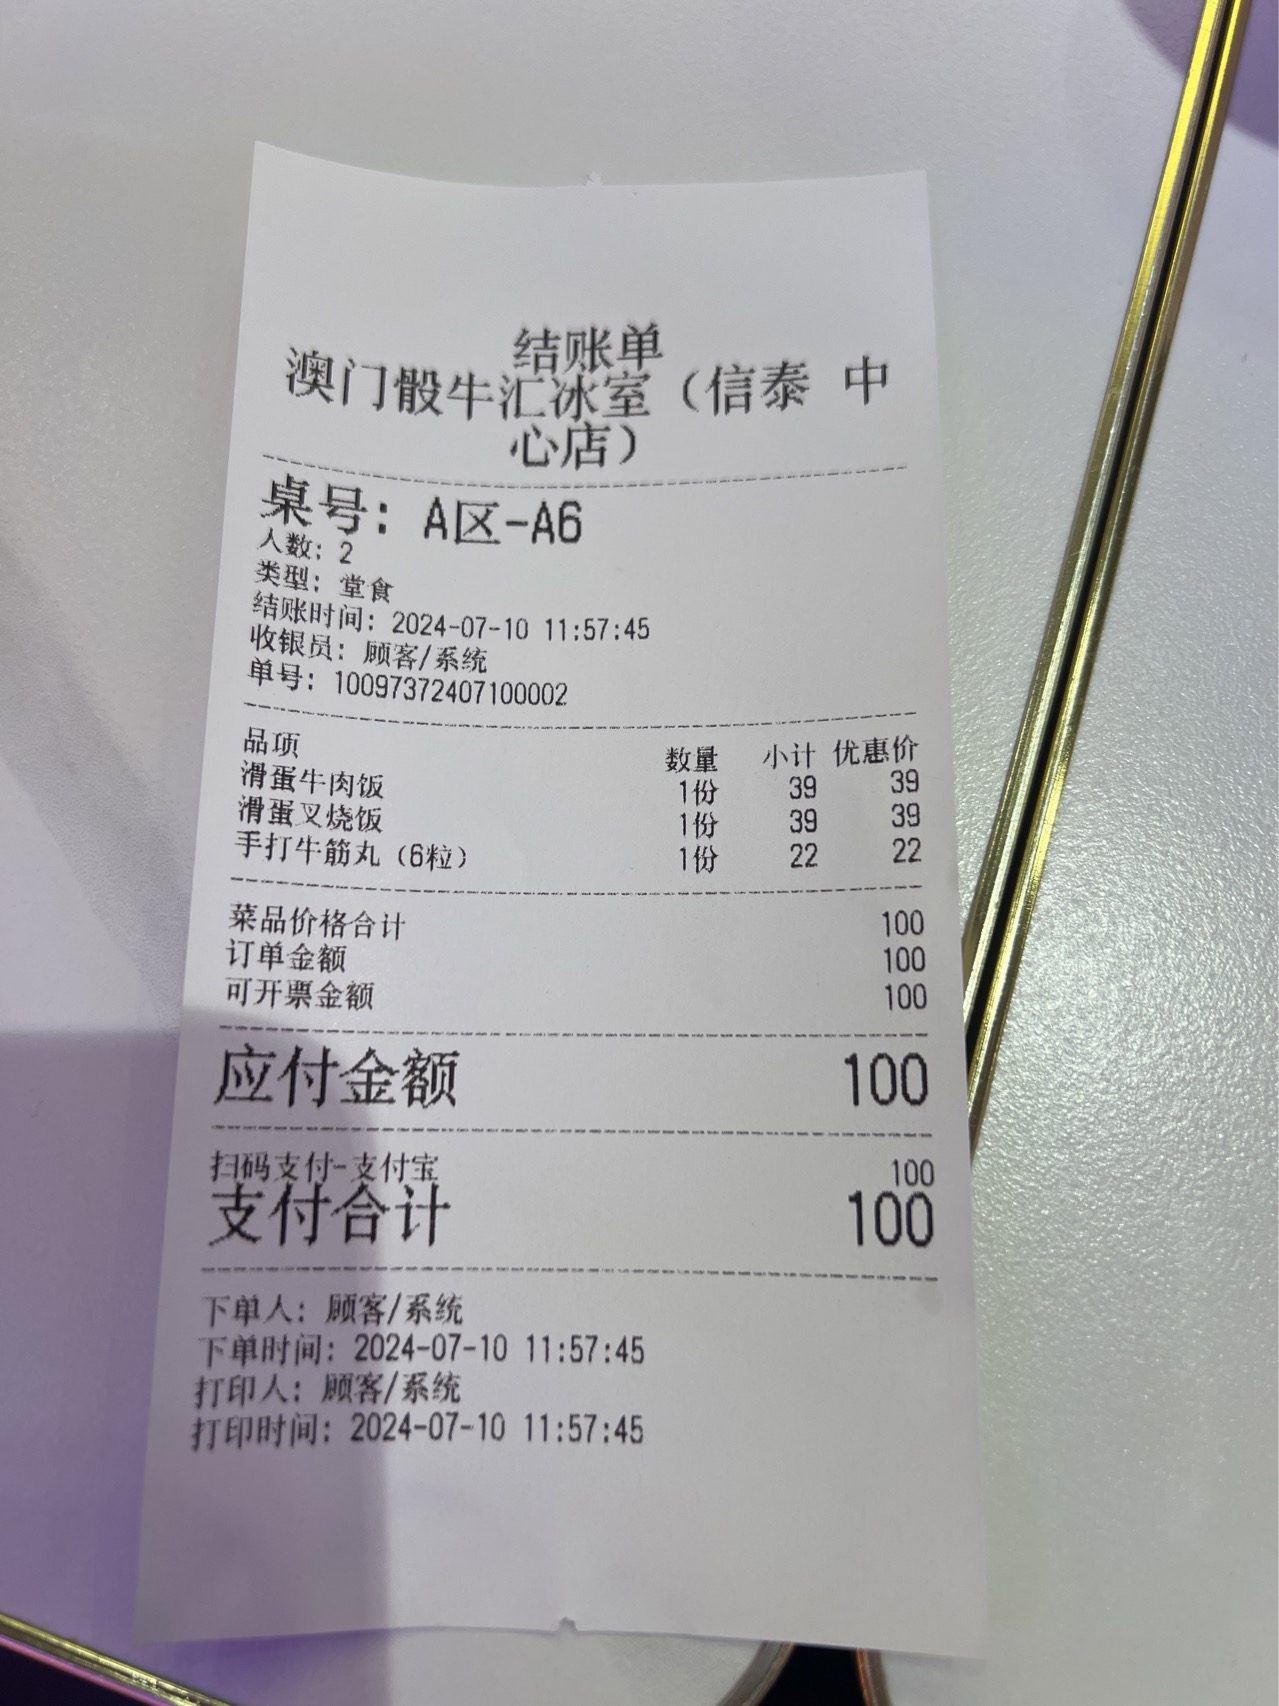 结账单
澳门骰牛汇冰室（信泰 中
心店）
桌号：A区-A6
人数：2
类型：堂食
结账时间：2024-07-10 11:57:45
收银员：顾客/系统
单号：10097372407100002
品项 数量 小计 优惠价
滑蛋牛肉饭 1份 39 39
滑蛋叉烧饭 1份 39 39
手打牛筋丸（6粒） 1份 22 22
菜品价格合计 100
订单金额 100
可开票金额 100
应付金额 100
扫码支付-支付宝 100
支付合计 100
下单人：顾客/系统
下单时间：2024-07-10 11:57:45
打印人：顾客/系统
打印时间：2024-07-10 11:57:45